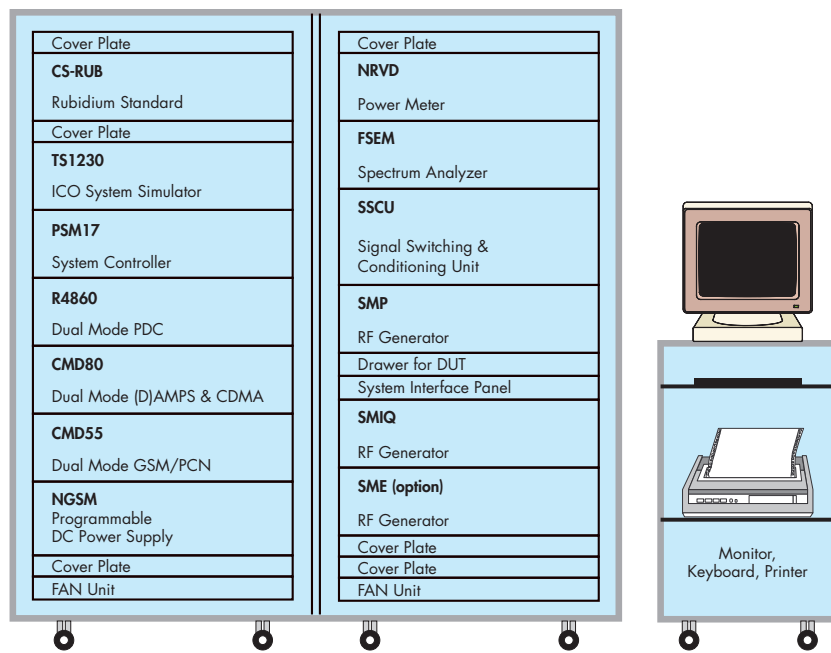 Cover Plate
CS-RUB
Rubidium Standard
Cover Plate
TS1230
ICO System Simulator
PSM17
System Controller
R4860
Dual Mode PDC
CMD80
Dual Mode (D)AMPS & CDMA
CMD55
Dual Mode GSM/PCN
NGSM
Programmable
DC Power Supply
Cover Plate
FAN Unit
Cover Plate
NRVD
Power Meter
FSEM
Spectrum Analyzer
SSCU
Signal Switching &
Conditioning Unit
SMP
RF Generator
Drawer for DUT
System Interface Panel
SMIQ
RF Generator
SME (option)
RF Generator
Cover Plate
Cover Plate
FAN Unit
Monitor,
Keyboard, Printer